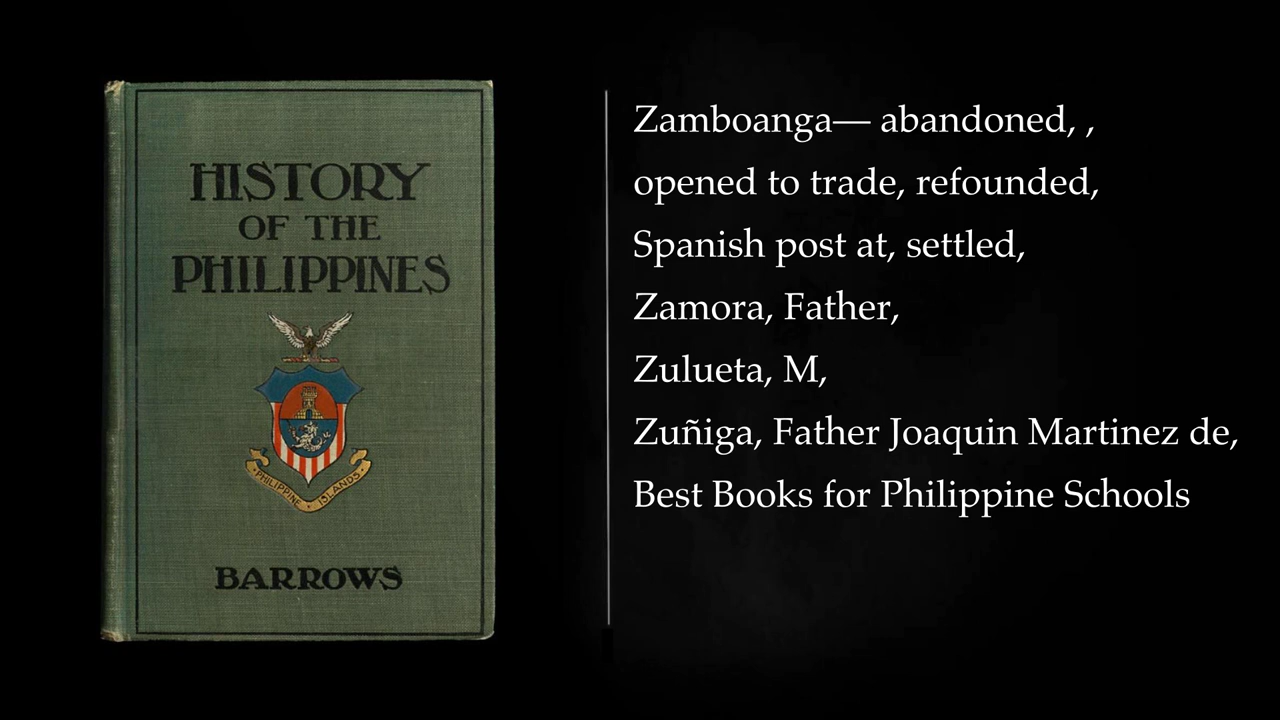 HISTORY
OF THE
PHILIPPINES
PHILIPPINE ISLANDS
BARROWS
Zamboanga— abandoned, ,
opened to trade, refounded,
Spanish post at, settled,
Zamora, Father,
Zulueta, M,
Zuñiga, Father Joaquin Martinez de,
Best Books for Philippine Schools